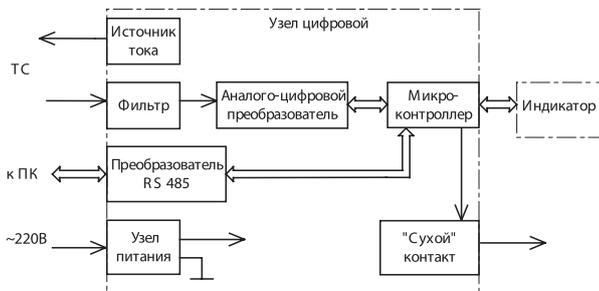 Источник
тока
Узел цифровой
ТС
Фильтр
Аналого-цифровой
преобразователь
Микро-
контроллер
Индикатор
к ПК
Преобразователь
RS 485
~220В
Узел
питания
"Сухой"
контакт